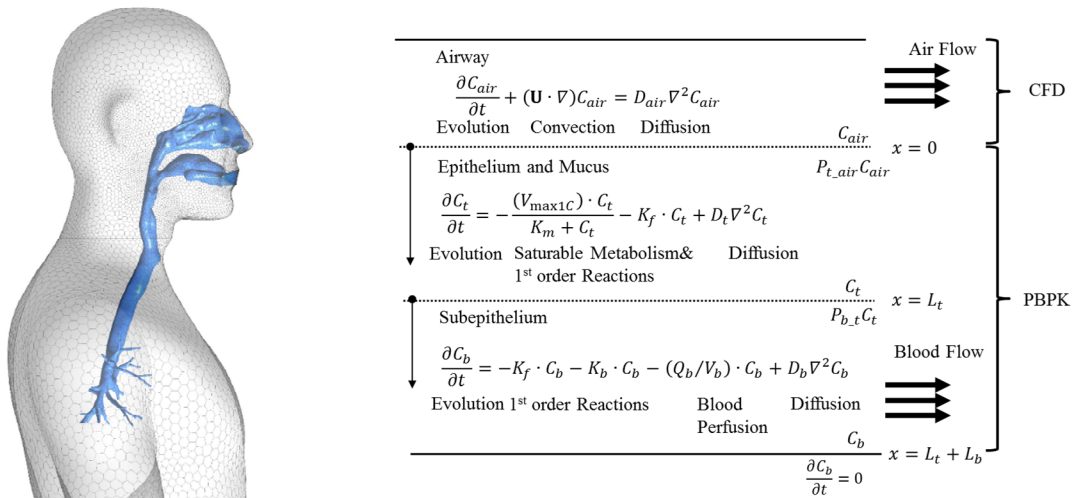 Air Flow
Airway
∂C_air/∂t + (𝐔 · ∇)C_air = D_air∇²C_air
CFD
Evolution Convection Diffusion
C_air
x = 0
Epithelium and Mucus
P_t_air C_air
∂C_t/∂t = −(V_max1C) · C_t/(K_m + C_t) − K_f · C_t + D_t∇²C_t
Evolution Saturable Metabolism& Diffusion
1st order Reactions
C_t
x = L_t
PBPK
Subepithelium
P_b_t C_t
Blood Flow
∂C_b/∂t = −K_f · C_b − K_b · C_b − (Q_b/V_b) · C_b + D_b∇²C_b
Evolution 1st order Reactions Blood Diffusion
Perfusion
C_b
x = L_t + L_b
∂C_b/∂t = 0